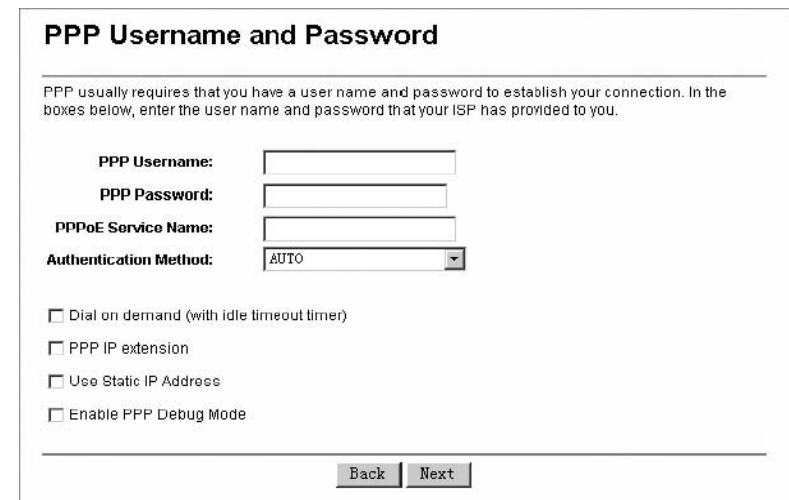 PPP Username and Password
PPP usually requires that you have a user name and password to establish your connection. In the
boxes below, enter the user name and password that your ISP has provided to you.
PPP Username:
PPP Password:
PPPoE Service Name:
Authentication Method: AUTO
Dial on demand (with idle timeout timer)
PPP IP extension
Use Static IP Address
Enable PPP Debug Mode
Back Next